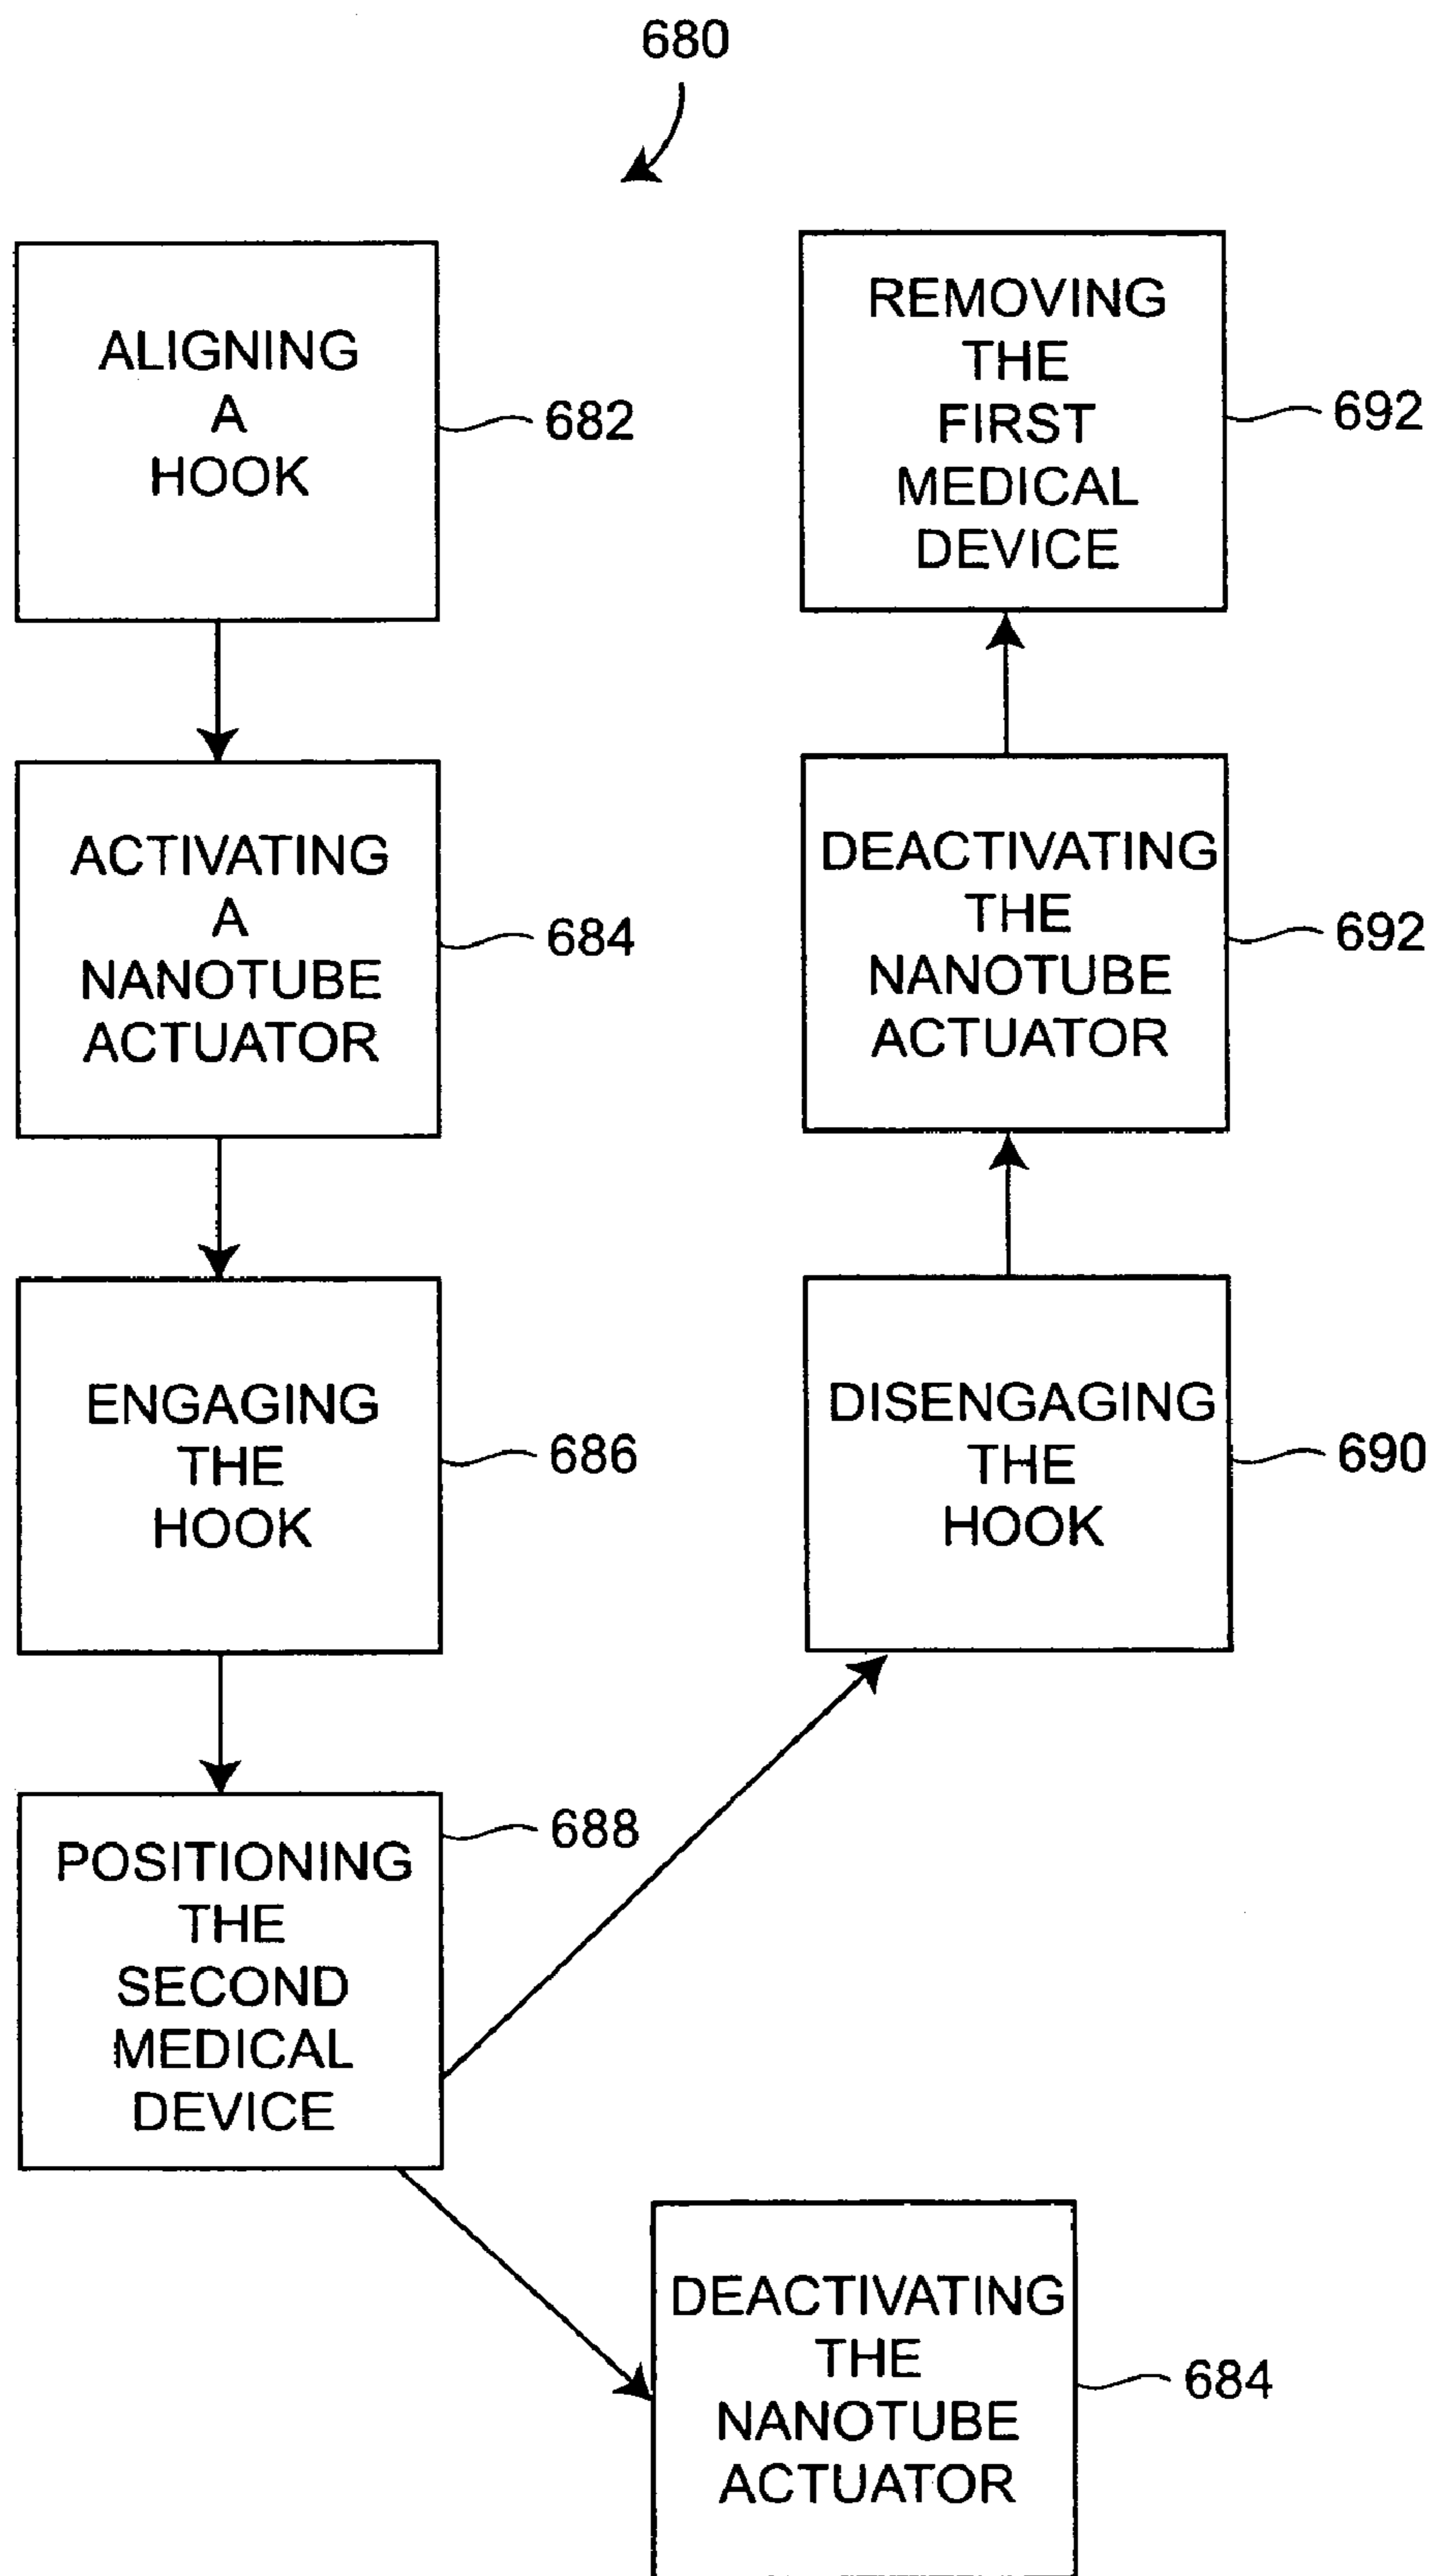 680
ALIGNING
A
HOOK
682
ACTIVATING
A
NANOTUBE
ACTUATOR
684
ENGAGING
THE
HOOK
686
POSITIONING
THE
SECOND
MEDICAL
DEVICE
688
REMOVING
THE
FIRST
MEDICAL
DEVICE
692
DEACTIVATING
THE
NANOTUBE
ACTUATOR
692
DISENGAGING
THE
HOOK
690
DEACTIVATING
THE
NANOTUBE
ACTUATOR
684